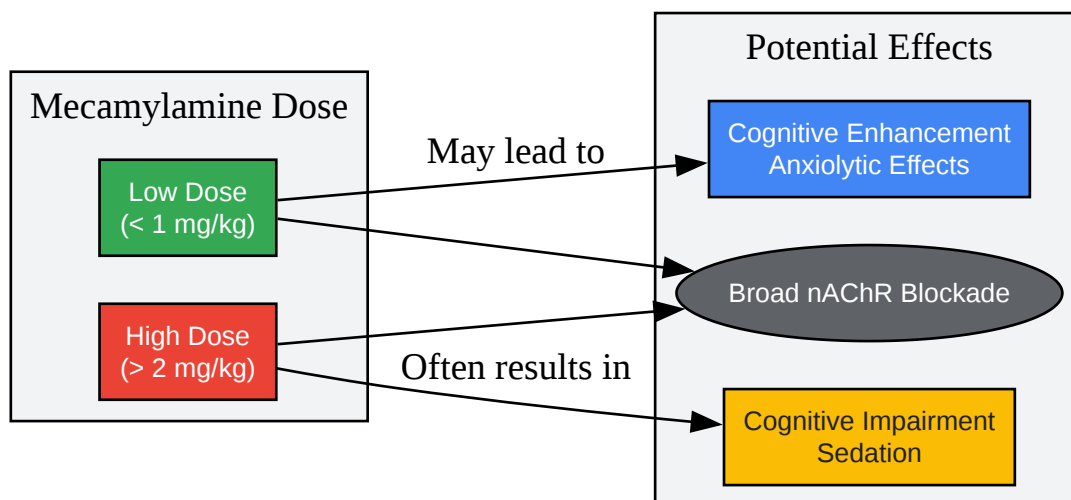 Mecamylamine Dose
Low Dose
(< 1 mg/kg)
High Dose
(> 2 mg/kg)
May lead to
Often results in
Potential Effects
Cognitive Enhancement
Anxiolytic Effects
Broad nAChR Blockade
Cognitive Impairment
Sedation